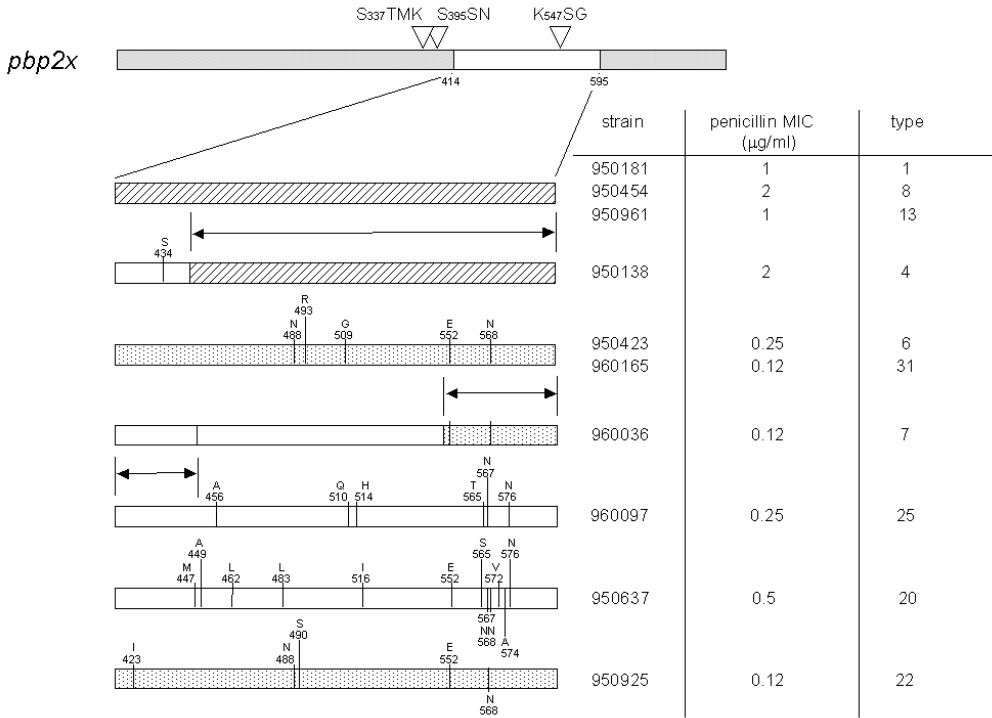 S337TMK S395SN K547SG
pbp2x
414 595
strain penicillin MIC (µg/ml) type
950181 1 1
950454 2 8
950961 1 13
S
434
950138 2 4
R
493
N G E N
488 509 552 568
950423 0.25 6
960165 0.12 31
960036 0.12 7
N
567
A Q H T N
456 510 514 565 576
960097 0.25 25
A S N
449 565 576
M L L I E V
447 462 483 516 552 572
950637 0.5 20
567
NN
568 A
574
S
490
I N E
423 488 552
950925 0.12 22
N
568